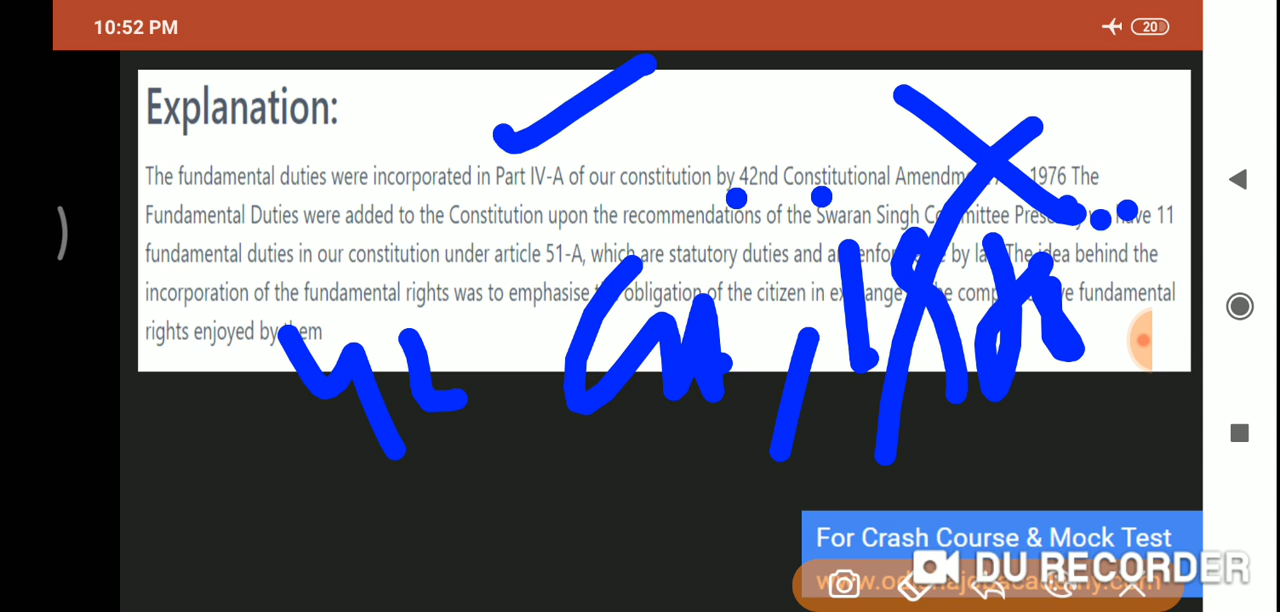 10:52 PM
20
Explanation:
The fundamental duties were incorporated in Part IV-A of our constitution by 42nd Constitutional 1976 The
Fundamental Duties were added to the Constitution upon the recommendations of the Swaran Singh have 11
fundamental duties in our constitution under article 51-A, which are statutory duties and by The idea behind the
incorporation of the fundamental rights was to emphasise obligation of the citizen in fundamental
rights enjoyed by
For Crash Course & Mock Test
DU RECORDER